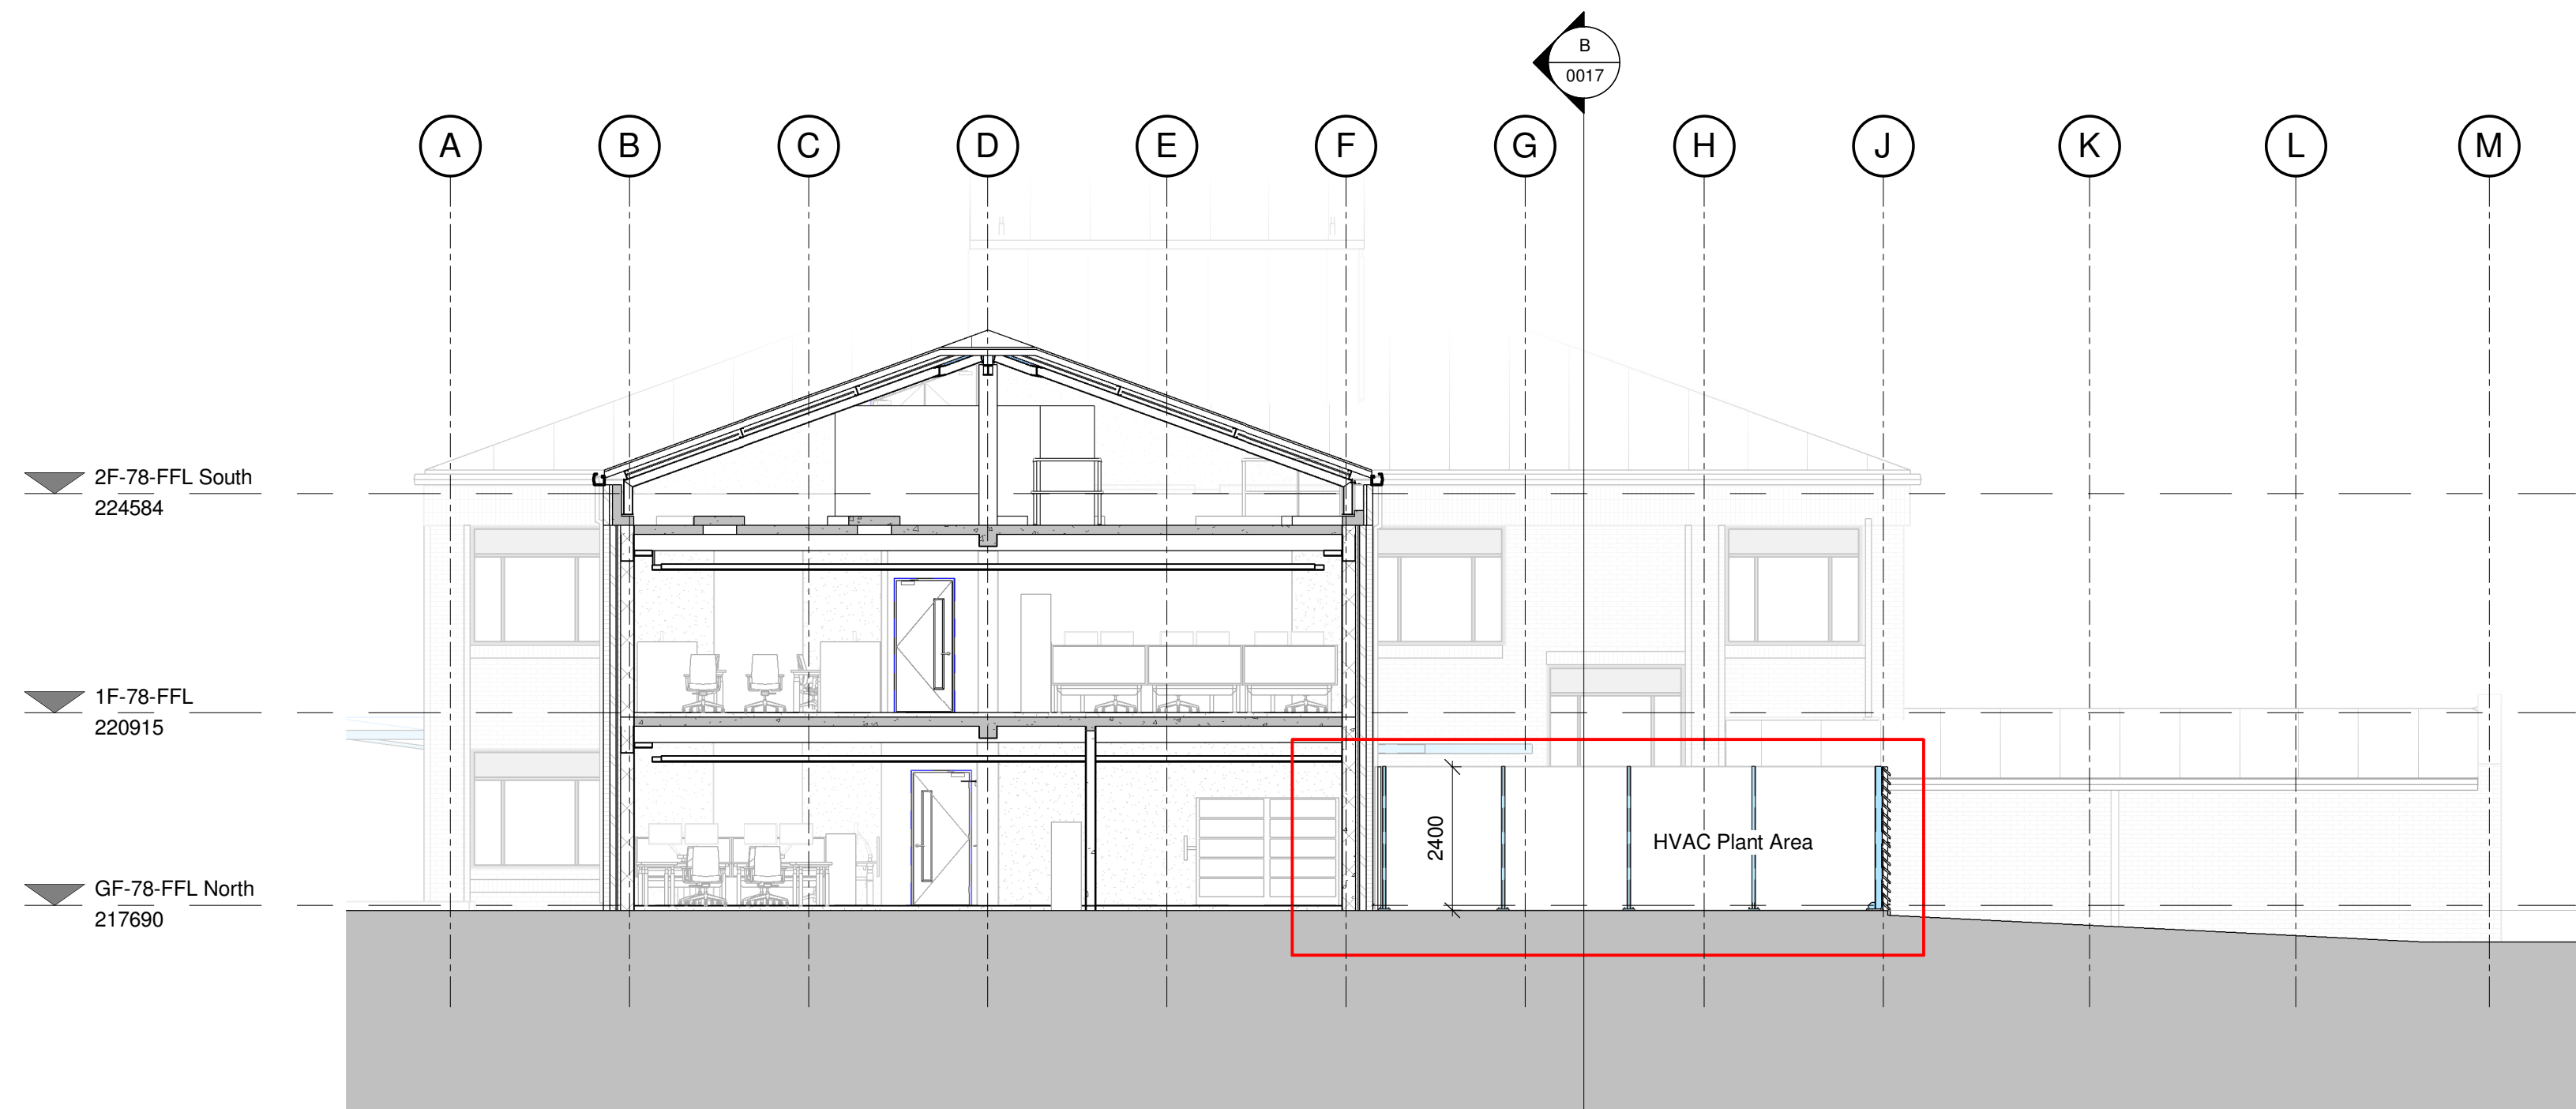 B
0017
A
B
C
D
E
F
G
H
J
K
L
M
2F-78-FFL South
224584
1F-78-FFL
220915
2400
HVAC Plant Area
GF-78-FFL North
217690